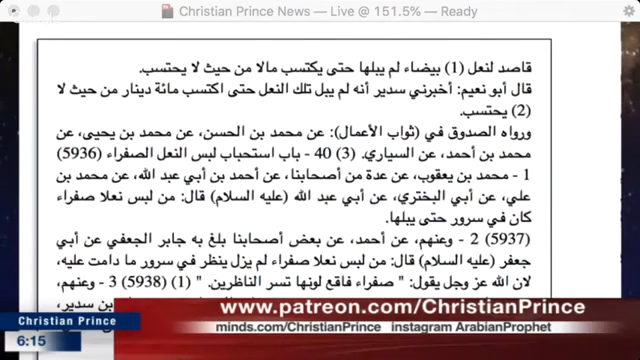 Christian Prince News — Live @ 151.5% — Ready
قاصد لنعل (1) بيضاء لم يبلها حتى يكتسب مالا من حيث لا يحتسب.
قال أبو نعيم: أخبرني سدير أنه لم يبل تلك النعل حتى اكتسب مائة دينار من حيث لا
(2) يحتسب.
ورواه الصدوق في (ثواب الأعمال): عن محمد بن الحسن، عن محمد بن يحيى، عن
محمد بن أحمد، عن السياري. (3) 40 - باب استحباب لبس النعل الصفراء (5936)
1 - محمد بن يعقوب، عن عدة من أصحابنا، عن أحمد بن أبي عبد الله، عن محمد بن
علي، عن أبي البختري، عن أبي عبد الله (عليه السلام) قال: من لبس نعلا صفراء
كان في سرور حتى يبلها.
(5937) 2 - وعنهم، عن أحمد، عن بعض أصحابنا بلغ به جابر الجعفي عن أبي
جعفر (عليه السلام) قال: من لبس نعلا صفراء لم يزل ينظر في سرور ما دامت عليه،
لان الله عز وجل يقول: " صفراء فاقع لونها تسر الناظرين. " (1) (5938) 3 - وعنهم،
بن سدير،
www.patreon.com/ChristianPrince
Christian Prince
minds.com/ChristianPrince instagram ArabianProphet
6:15